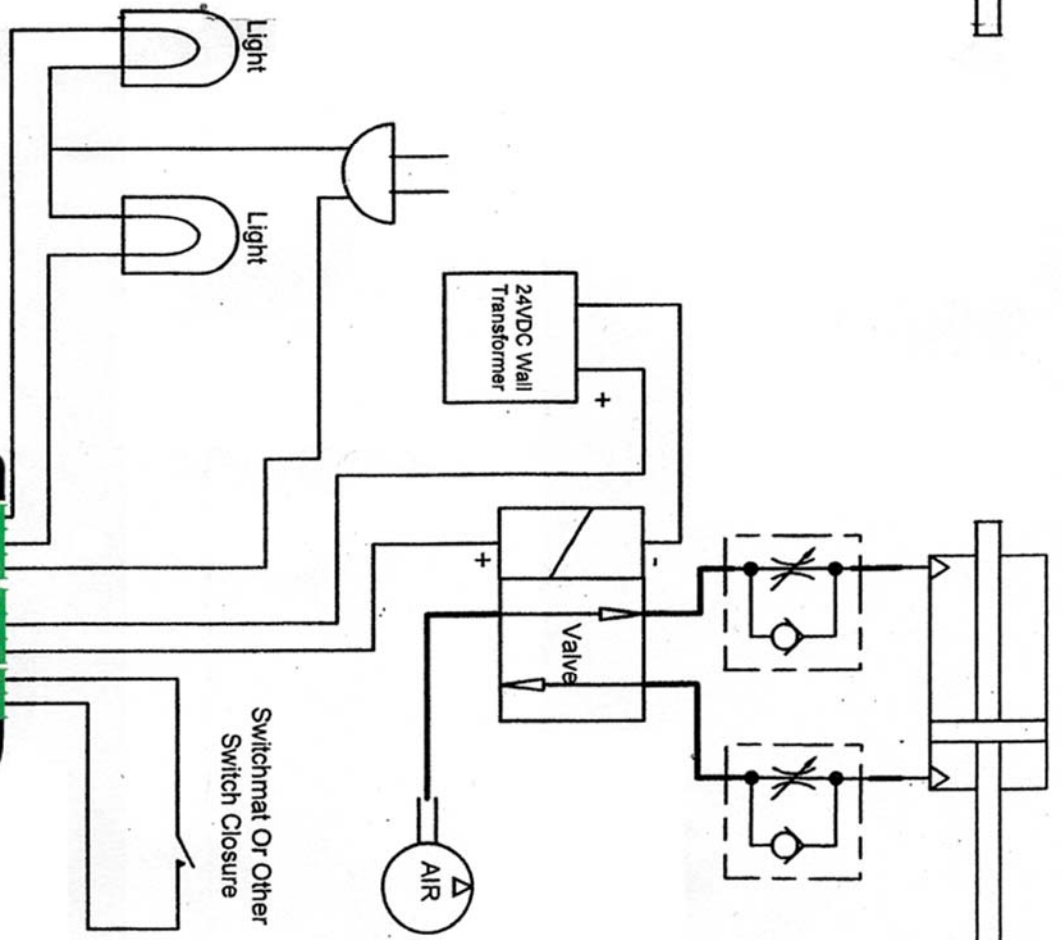 Light
Light
24VDC Wall
Transformer
+
+
-
Valve
AIR
Switchmat Or Other
Switch Closure